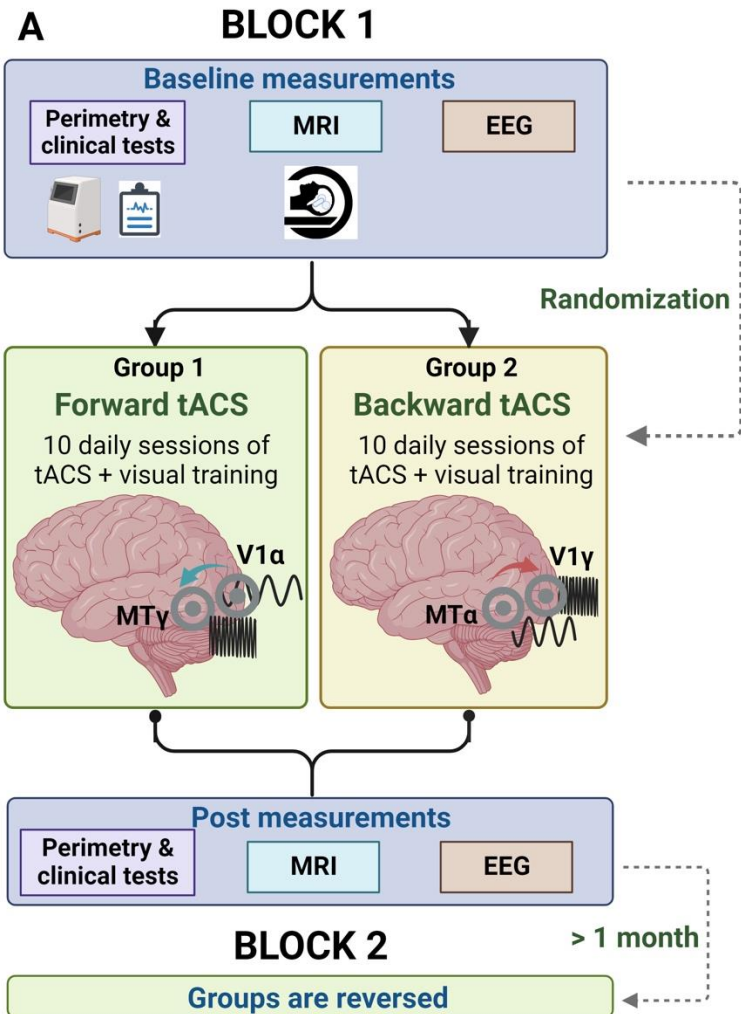 A
BLOCK 1
Baseline measurements
Perimetry &
clinical tests
MRI
EEG
Randomization
Group 1
Forward tACS
10 daily sessions of
tACS + visual training
V1α
MTγ
Group 2
Backward tACS
10 daily sessions of
tACS + visual training
V1γ
MTα
Post measurements
Perimetry &
clinical tests
MRI
EEG
> 1 month
BLOCK 2
Groups are reversed